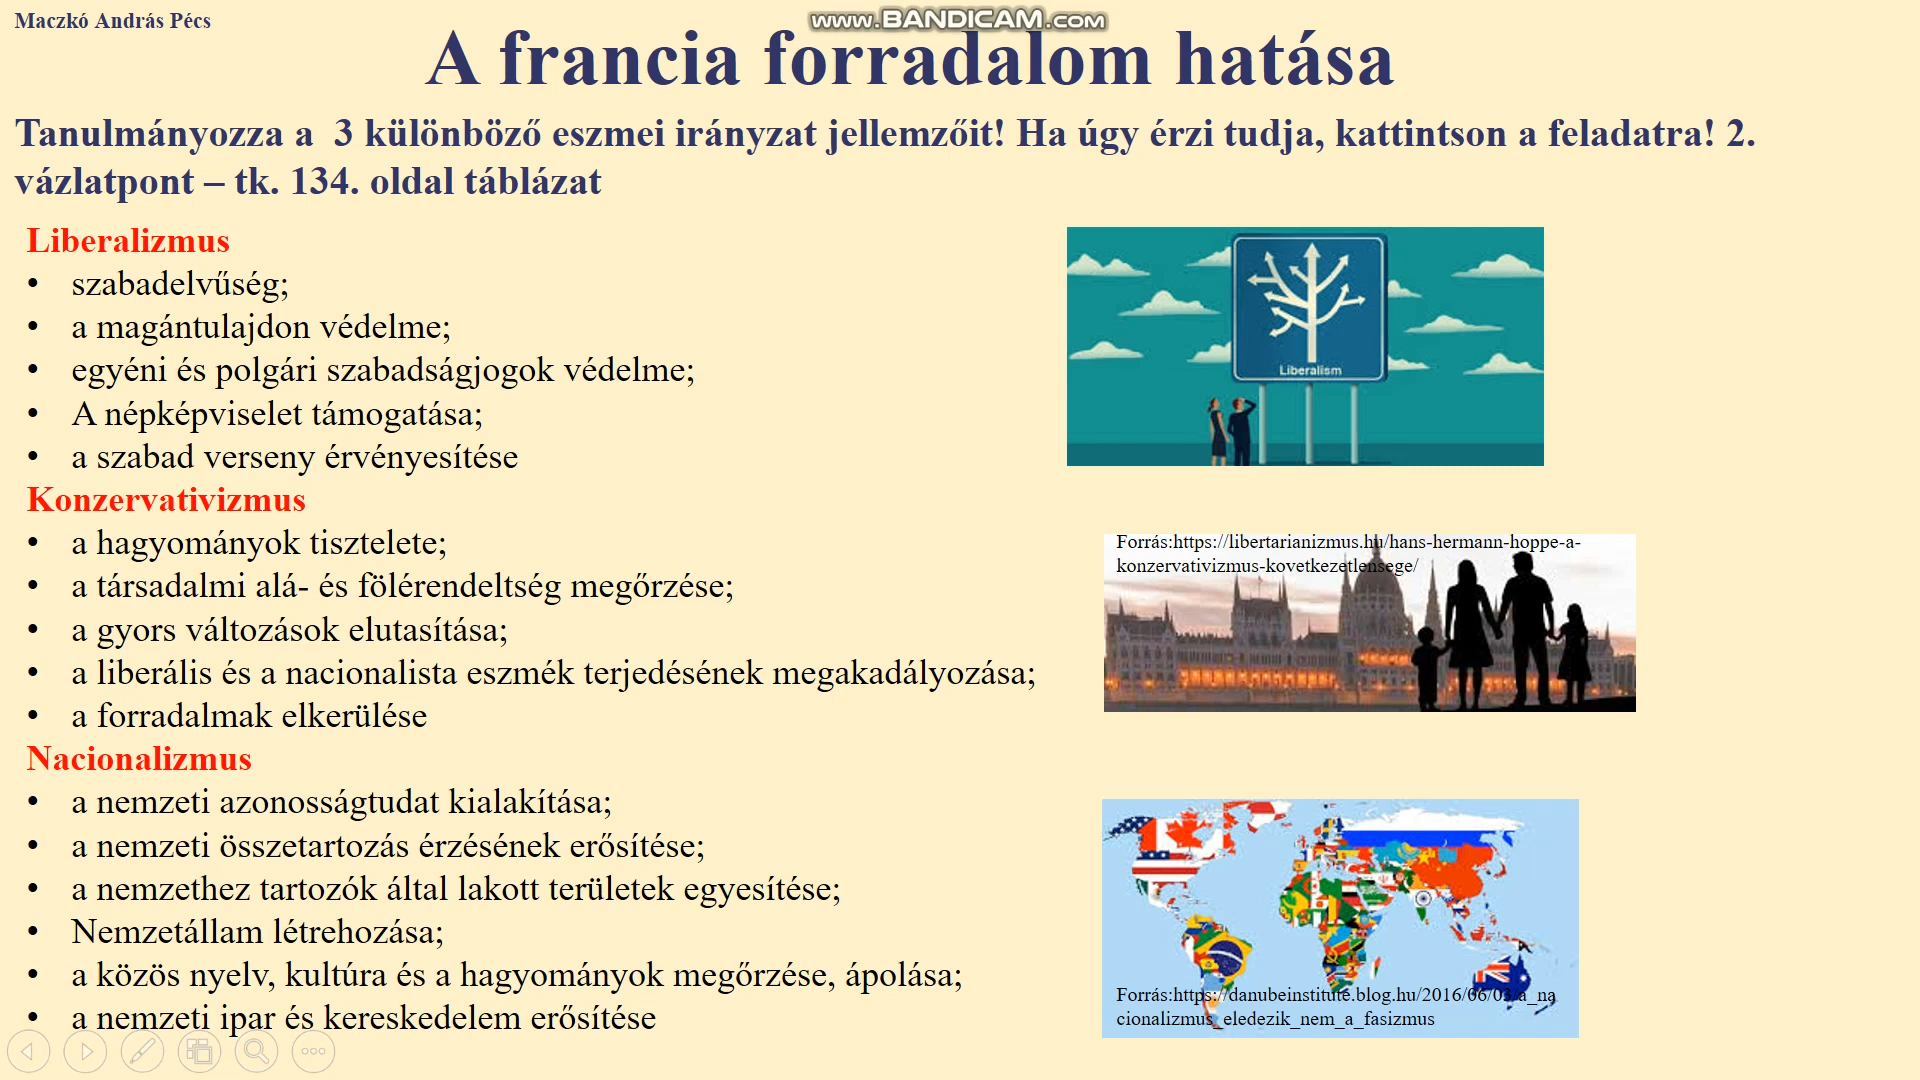 Maczkó András Pécs
www.BANDICAM.com
A francia forradalom hatása
Tanulmányozza a  3 különböző eszmei irányzat jellemzőit! Ha úgy érzi tudja, kattintson a feladatra! 2.
vázlatpont – tk. 134. oldal táblázat
Liberalizmus
• szabadelvűség;
• a magántulajdon védelme;
• egyéni és polgári szabadságjogok védelme;
• A népképviselet támogatása;
• a szabad verseny érvényesítése
Liberalism
Konzervativizmus
• a hagyományok tisztelete;
• a társadalmi alá- és fölérendeltség megőrzése;
• a gyors változások elutasítása;
• a liberális és a nacionalista eszmék terjedésének megakadályozása;
• a forradalmak elkerülése
Forrás:https://libertarianizmus.hu/hans-hermann-hoppe-a-
konzervativizmus-kovetkezetlensege/
Nacionalizmus
• a nemzeti azonosságtudat kialakítása;
• a nemzeti összetartozás érzésének erősítése;
• a nemzethez tartozók által lakott területek egyesítése;
• Nemzetállam létrehozása;
• a közös nyelv, kultúra és a hagyományok megőrzése, ápolása;
• a nemzeti ipar és kereskedelem erősítése
Forrás:https://danubeinstitute.blog.hu/2016/06/03/a_na
cionalizmus_eledezik_nem_a_fasizmus